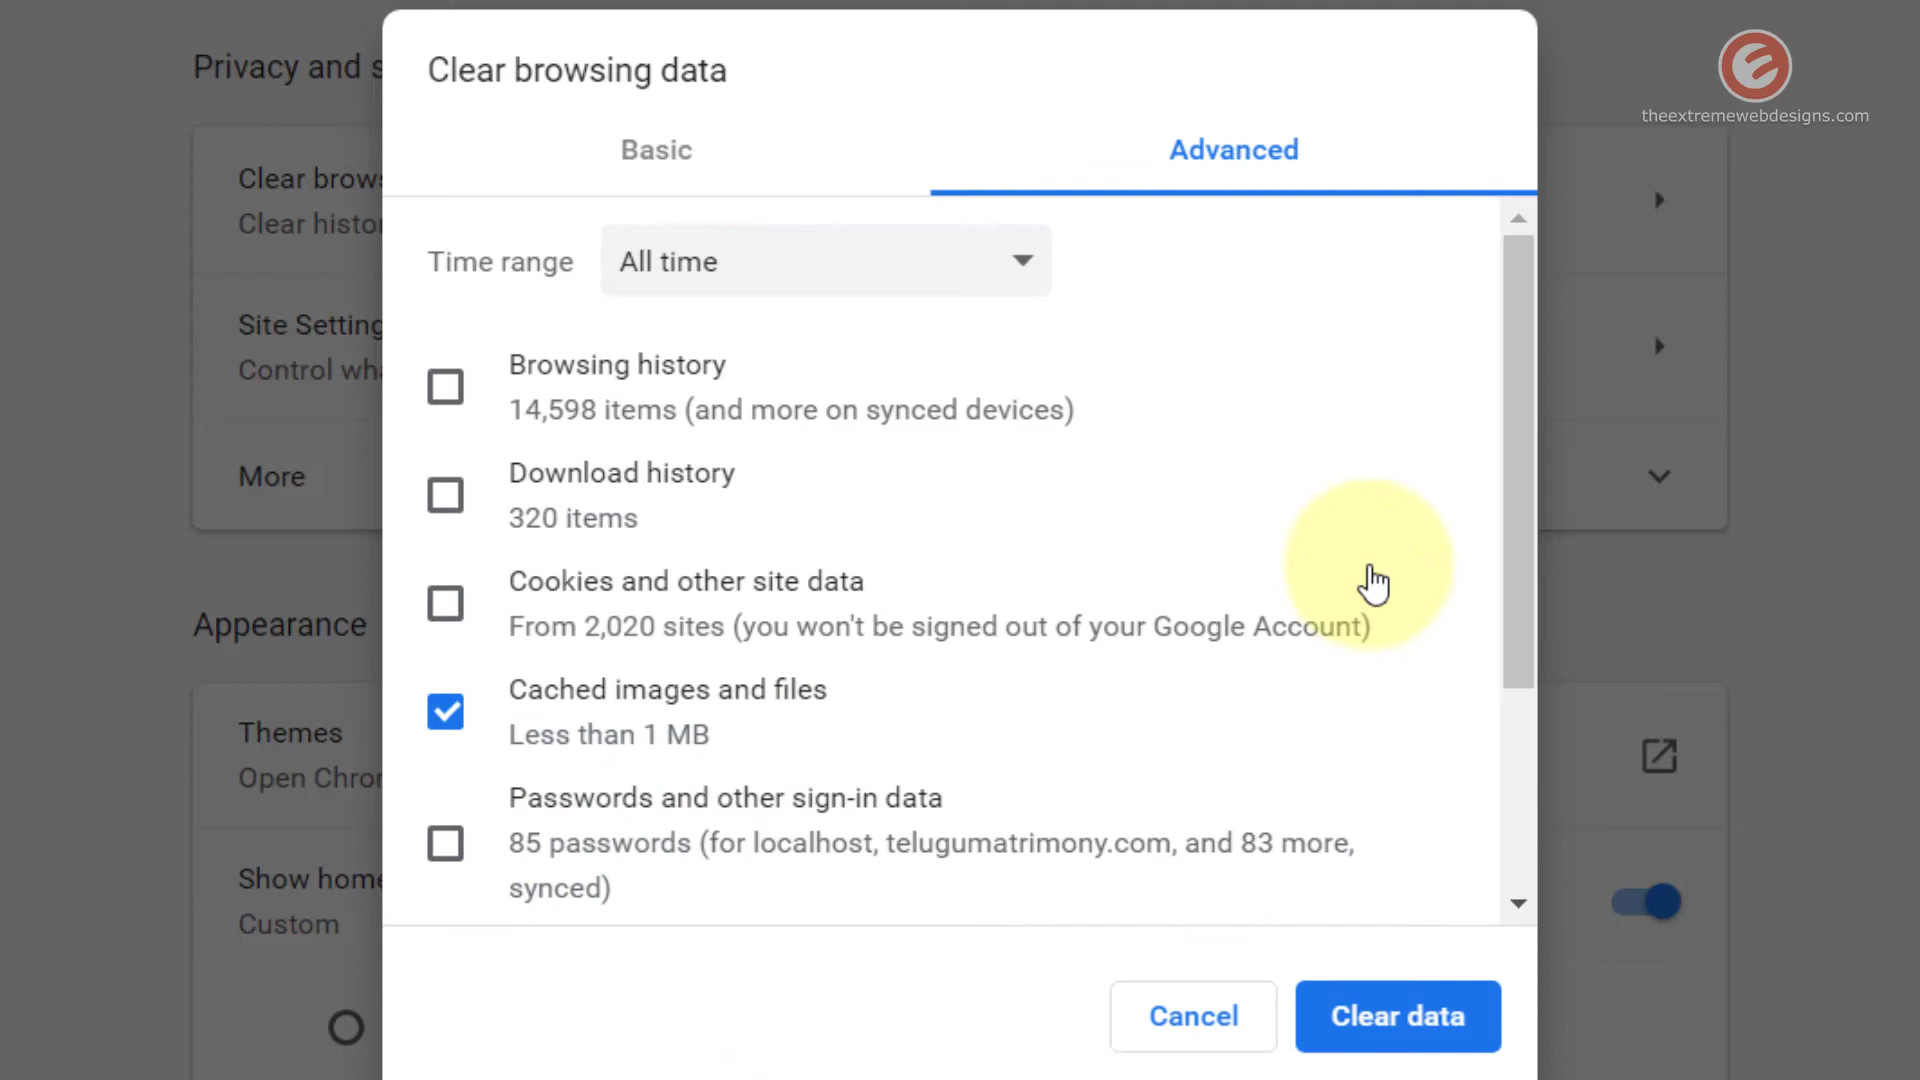 Privacy and s
Clear browsing data
theextremewebdesigns.com
Basic
Advanced
Clear brows
Clear histor
Time range
All time
Site Setting
Control wha
Browsing history
14,598 items (and more on synced devices)
More
Download history
320 items
Cookies and other site data
From 2,020 sites (you won't be signed out of your Google Account)
Appearance
Cached images and files
Less than 1 MB
Themes
Open Chron
Passwords and other sign-in data
85 passwords (for localhost, telugumatrimony.com, and 83 more,
synced)
Show home
Custom
Cancel
Clear data